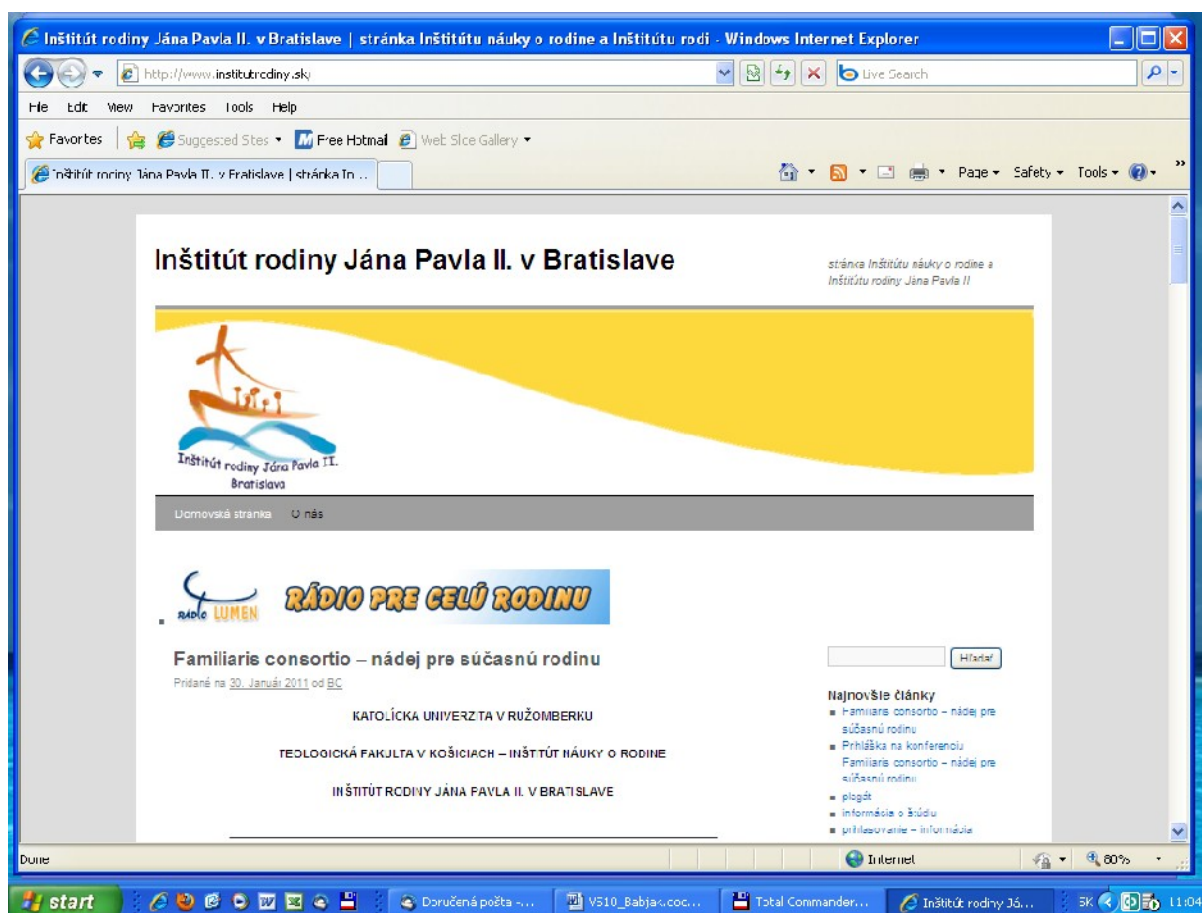 Inštitút rodiny Jána Pavla II. v Bratislave | stránka Inštitútu náuky o rodine a Inštitútu rodi - Windows Internet Explorer
http://www.institutrodiny.sk/
Live Search
File Edit View Favorites Tools Help
Favorites Suggested Sites Free Hotmail Web Slice Gallery
Inštitút rodiny Jána Pavla II. v Bratislave | stránka In ...
Page Safety Tools
Inštitút rodiny Jána Pavla II. v Bratislave
stránka Inštitútu náuky o rodine a
Inštitútu rodiny Jána Pavla II
Inštitút rodiny Jána Pavla II.
Bratislava
Domovská stránka O nás
RÁDIO LUMEN RÁDIO PRE CELÚ RODINU
Familiaris consortio – nádej pre súčasnú rodinu
Pridané na 30. Január 2011 od BC
KATOLÍCKA UNIVERZITA V RUŽOMBERKU
TEOLOGICKÁ FAKULTA V KOŠICIACH – INŠTITÚT NÁUKY O RODINE
INŠTITÚT RODINY JÁNA PAVLA II. V BRATISLAVE
Hľadať
Najnovšie články
Familiaris consortio – nádej pre
súčasnú rodinu
Prihláška na konferenciu
Familiaris consortio – nádej pre
súčasnú rodinu
plagát
informácia o štúdiu
prihlasovanie – informácia
Done Internet 80%
start Doručená pošta -... V510_Babjak.doc... Total Commander... Inštitút rodiny Já... SK 11:04